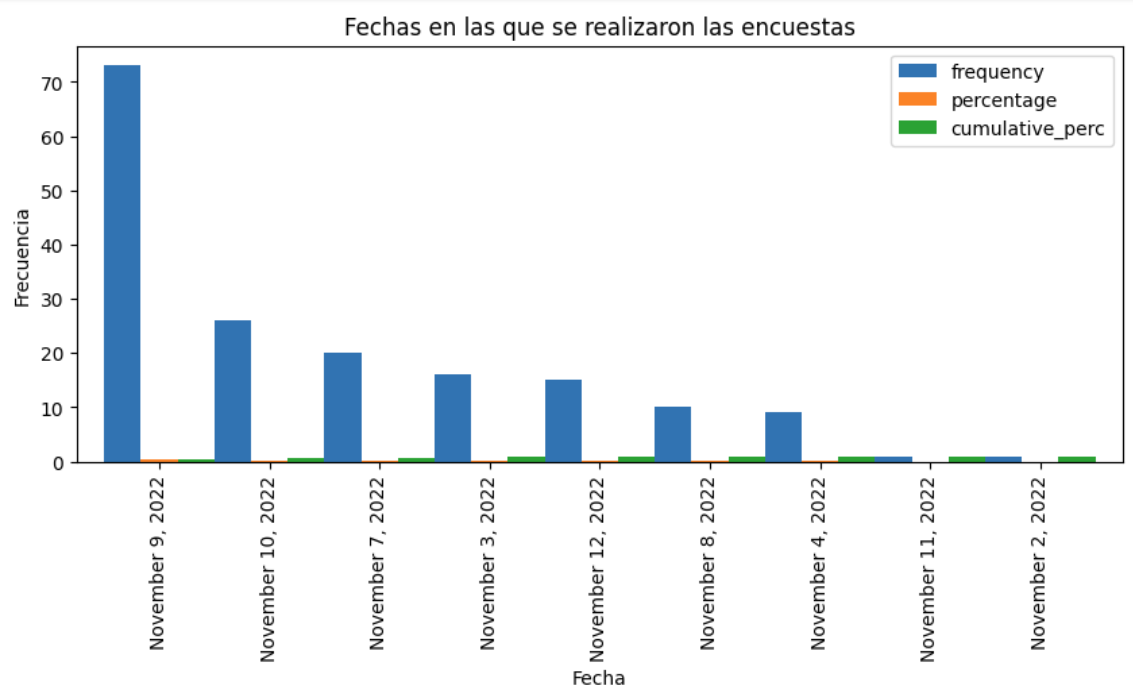 Fechas en las que se realizaron las encuestas
frequency
percentage
cumulative_perc
Frecuencia
70
60
50
40
30
20
10
0
November 9, 2022
November 10, 2022
November 7, 2022
November 3, 2022
November 12, 2022
November 8, 2022
November 4, 2022
November 11, 2022
November 2, 2022
Fecha